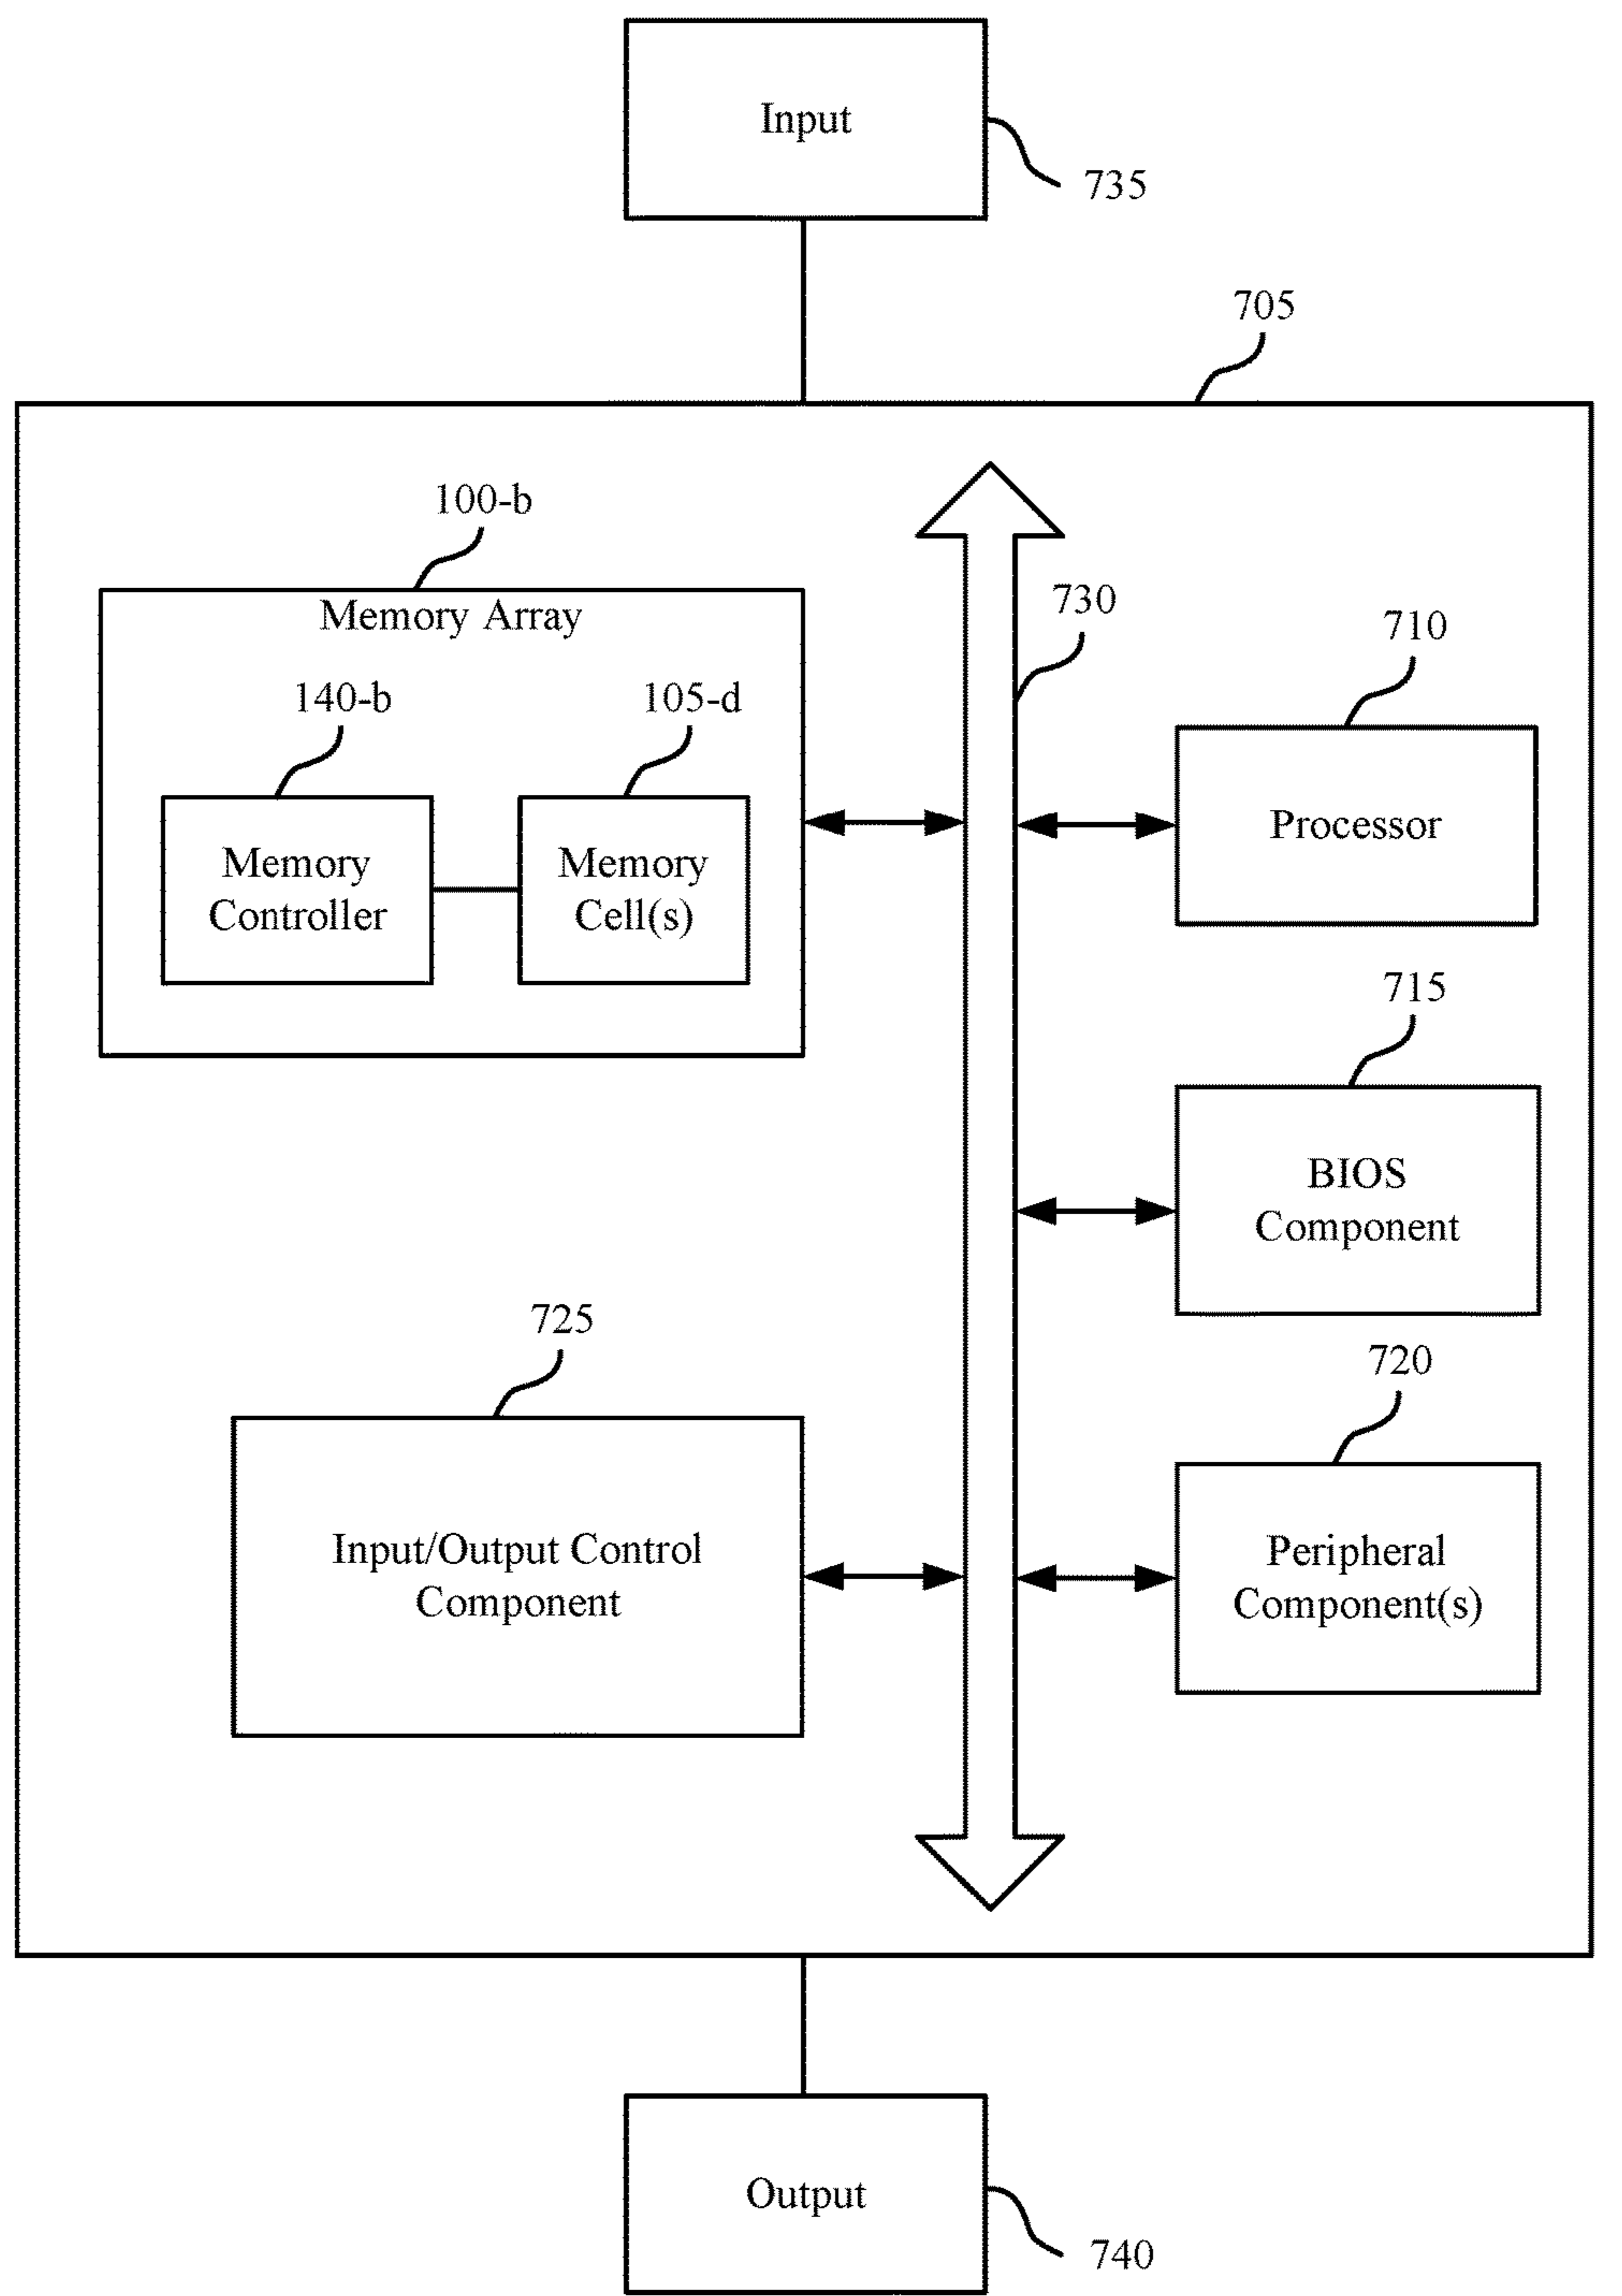 Input
735
705
100-b
Memory Array
730
710
140-b
105-d
Memory
Controller
Memory
Cell(s)
Processor
715
BIOS
Component
725
720
Input/Output Control
Component
Peripheral
Component(s)
Output
740